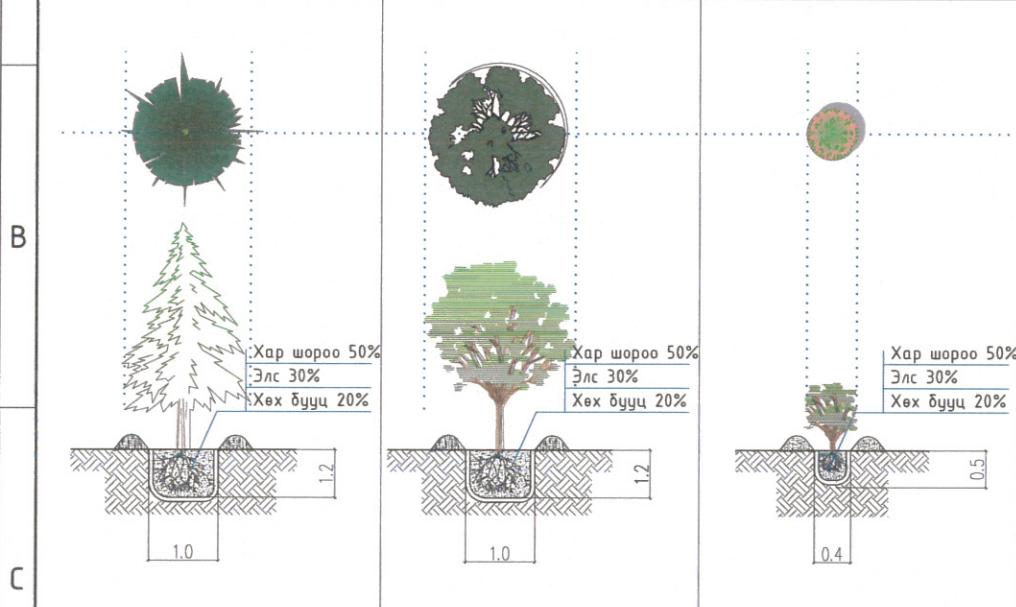 B
C
Хар шороо 50%
Элс 30%
Хөх бууц 20%
1.2
1.0
Хар шороо 50%
Элс 30%
Хөх бууц 20%
1.2
1.0
Хар шороо 50%
Элс 30%
Хөх бууц 20%
0.5
0.4